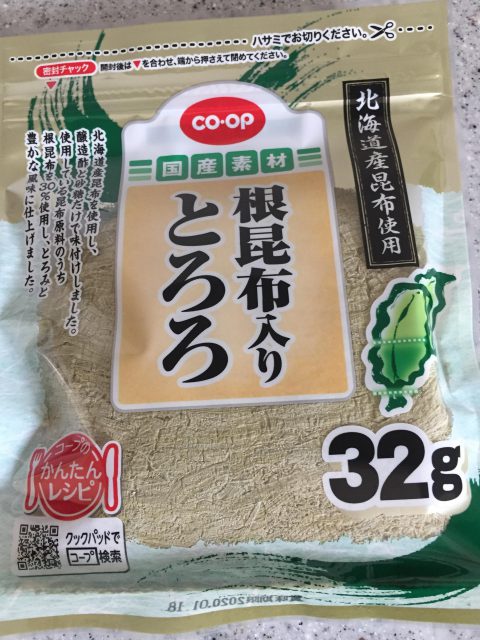 ハサミでお切りください。
密封チャック
開封後は▼を合わせ、端から押さえて閉めてください。
CO·OP
国産素材
根昆布入り
とろろ
北海道産昆布使用
北海道産昆布を使用し、
醸造酢と砂糖だけで味付けしました。
使用している昆布原料のうち
根昆布を30%使用し、とろみと
豊かな風味に仕上げました。
32g
コープの
かんたん
レシピ
クックパッドで
コープ 検索
2020.01.18